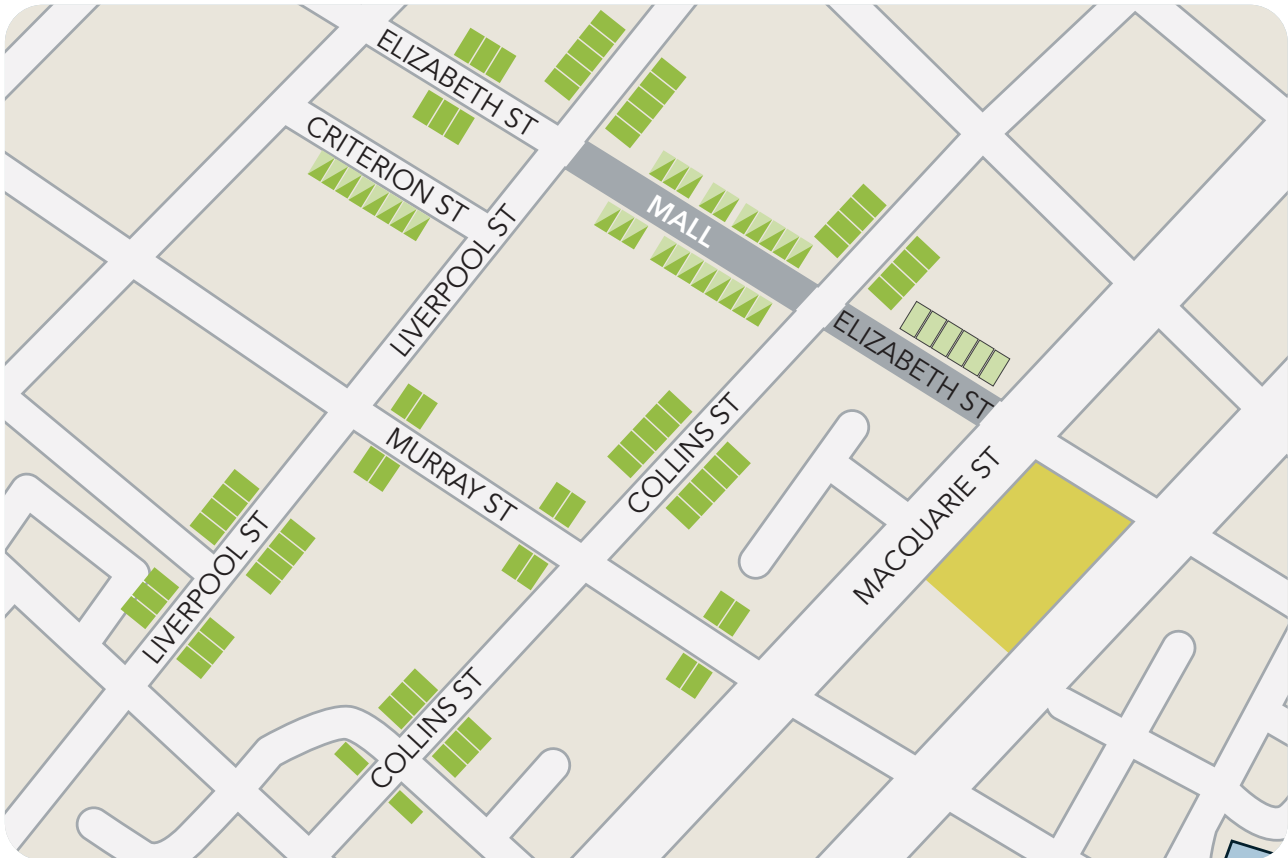 ELIZABETH ST
CRITERION ST
MALL
LIVERPOOL ST
ELIZABETH ST
MURRAY ST
COLLINS ST
MACQUARIE ST
LIVERPOOL ST
COLLINS ST